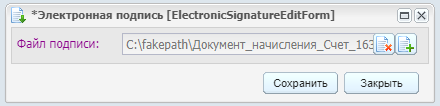 *Электронная подпись [ElectronicSignatureEditForm]
Файл подписи: C:\fakepath\Документ_начисления_Счет_163
Сохранить Закрыть